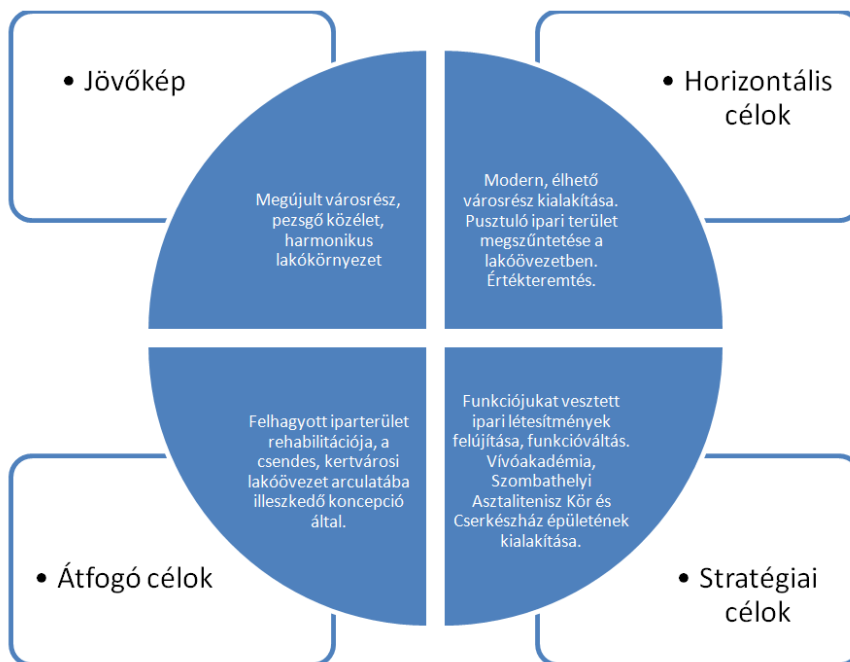 • Jövőkép
Megújult városrész,
pezsgő közélet,
harmonikus
lakókörnyezet
• Horizontális
célok
Modern, élhető
városrész kialakítása.
Pusztuló ipari terület
megszűntetése a
lakóövezetben.
Értékteremtés.
Felhagyott iparterület
rehabilitációja, a
csendes, kertvárosi
lakóövezet arculatába
illeszkedő koncepció
által.
• Átfogó célok
Funkciójukat vesztett
ipari létesítmények
felújítása, funkcióváltás.
Vívóakadémia,
Szombathelyi
Asztalitenisz Kör és
Cserkészház épületének
kialakítása.
• Stratégiai
célok